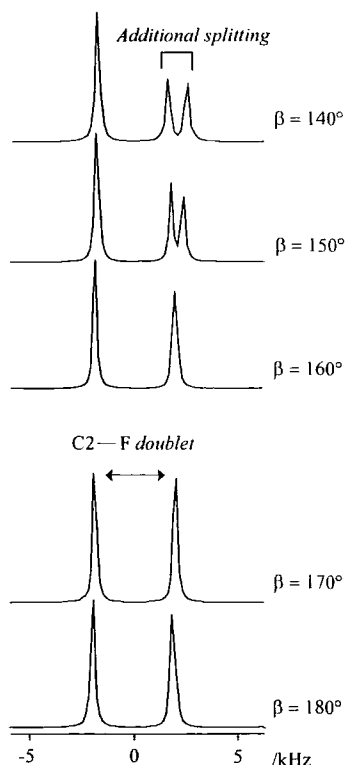 Additional splitting
β = 140°
β = 150°
β = 160°
C2—F doublet
β = 170°
β = 180°
-5 0 5 /kHz